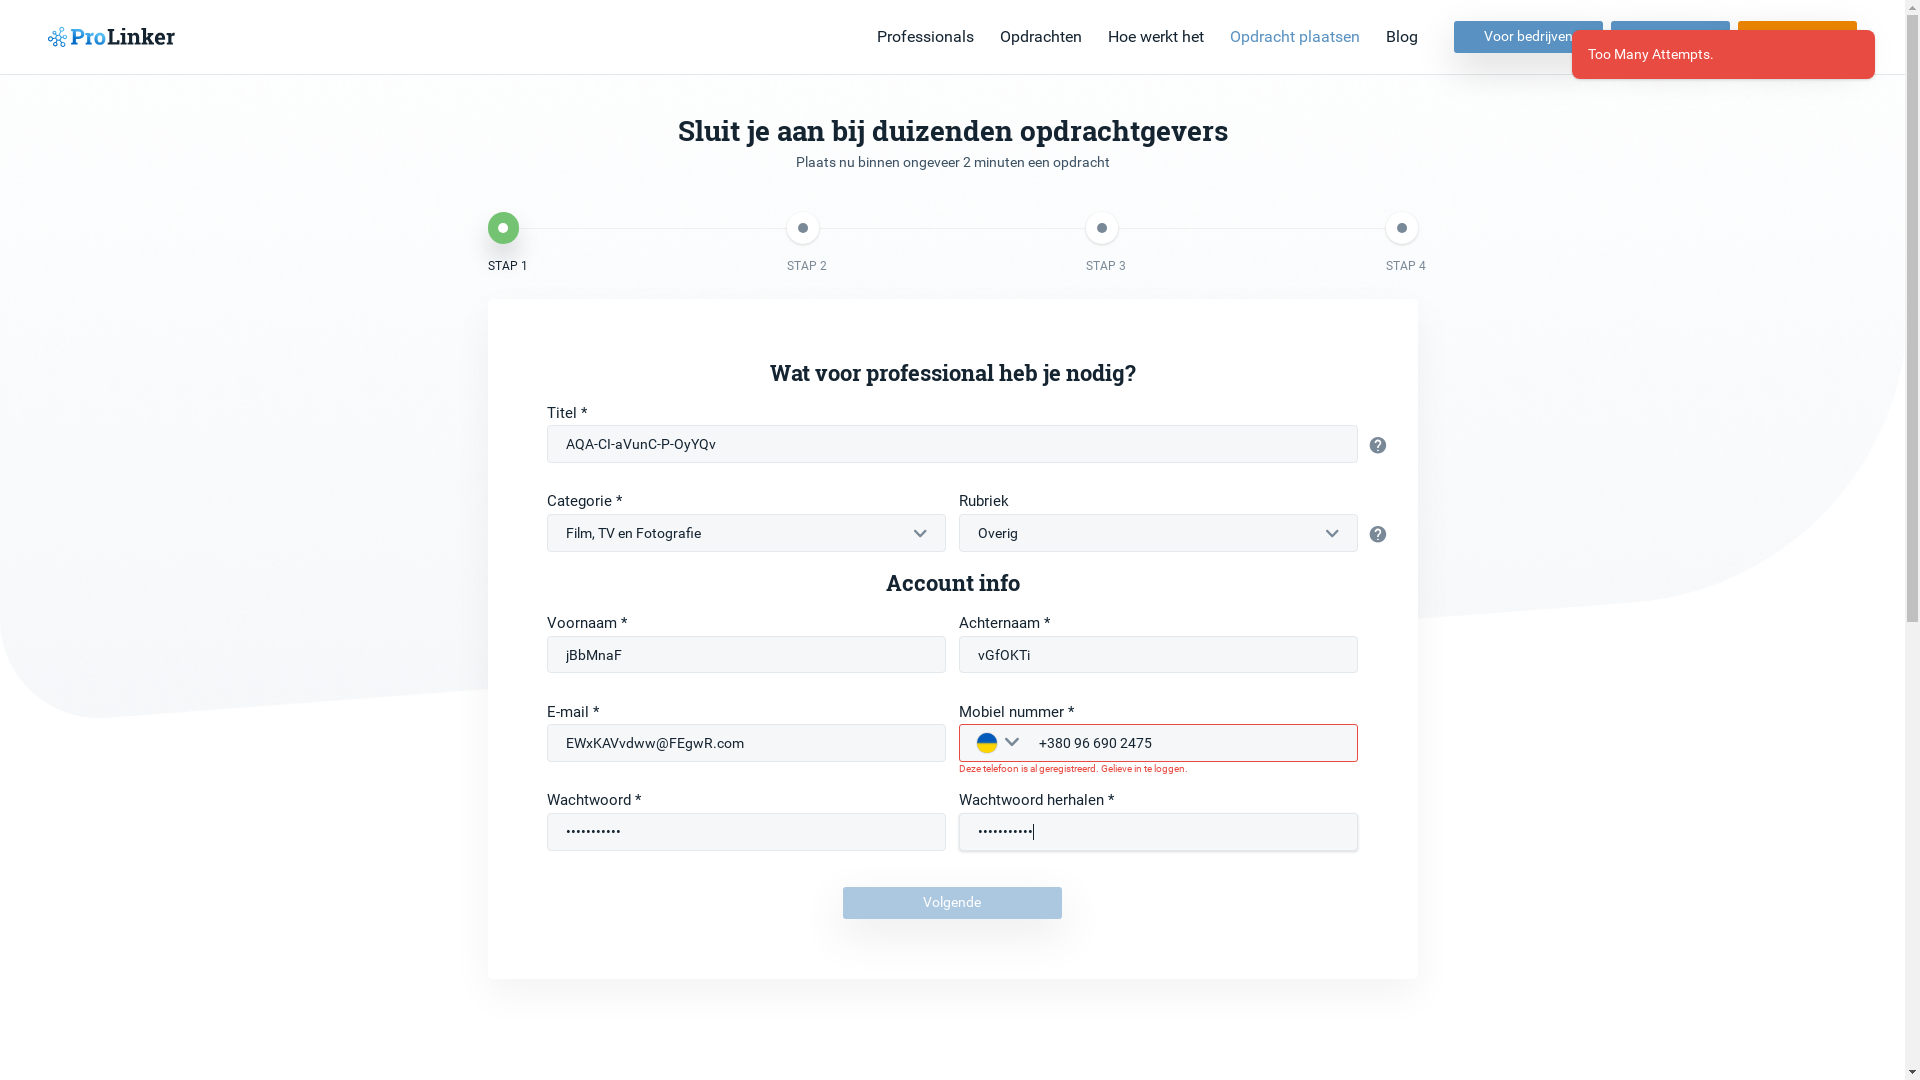 ProLinker
Professionals
Opdrachten
Hoe werkt het
Opdracht plaatsen
Blog
Voor bedrijven
Too Many Attempts.
Sluit je aan bij duizenden opdrachtgevers
Plaats nu binnen ongeveer 2 minuten een opdracht
STAP 1
STAP 2
STAP 3
STAP 4
Wat voor professional heb je nodig?
Titel *
AQA-CI-aVunC-P-OyYQv
Categorie *
Rubriek
Film, TV en Fotografie
Overig
Account info
Voornaam *
Achternaam *
jBbMnaF
vGfOKTi
E-mail *
Mobiel nummer *
EWxKAVvdww@FEgwR.com
+380 96 690 2475
Deze telefoon is al geregistreerd. Gelieve in te loggen.
Wachtwoord *
Wachtwoord herhalen *
•••••••••••
•••••••••••
Volgende